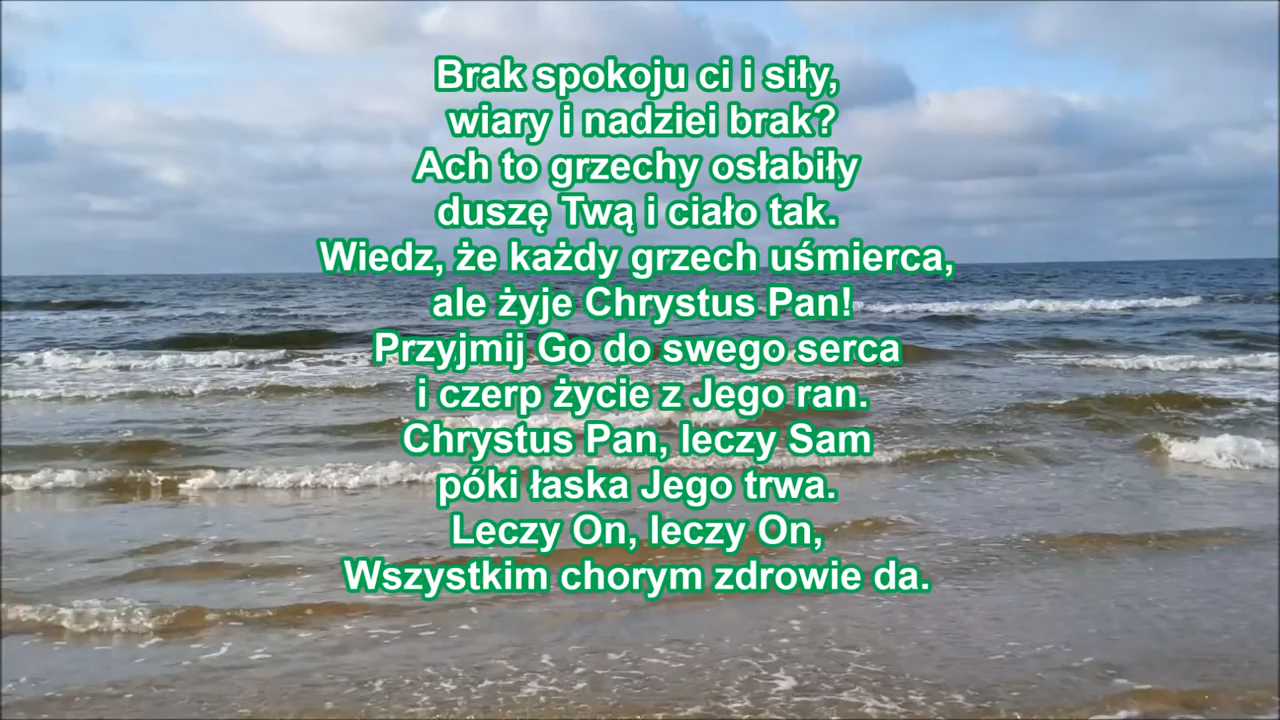 Brak spokoju ci i siły,
wiary i nadziei brak?
Ach to grzechy osłabiły
duszę Twą i ciało tak.
Wiedz, że każdy grzech uśmierca,
ale żyje Chrystus Pan!
Przyjmij Go do swego serca
i czerp życie z Jego ran.
Chrystus Pan, leczy Sam
póki łaska Jego trwa.
Leczy On, leczy On,
Wszystkim chorym zdrowie da.